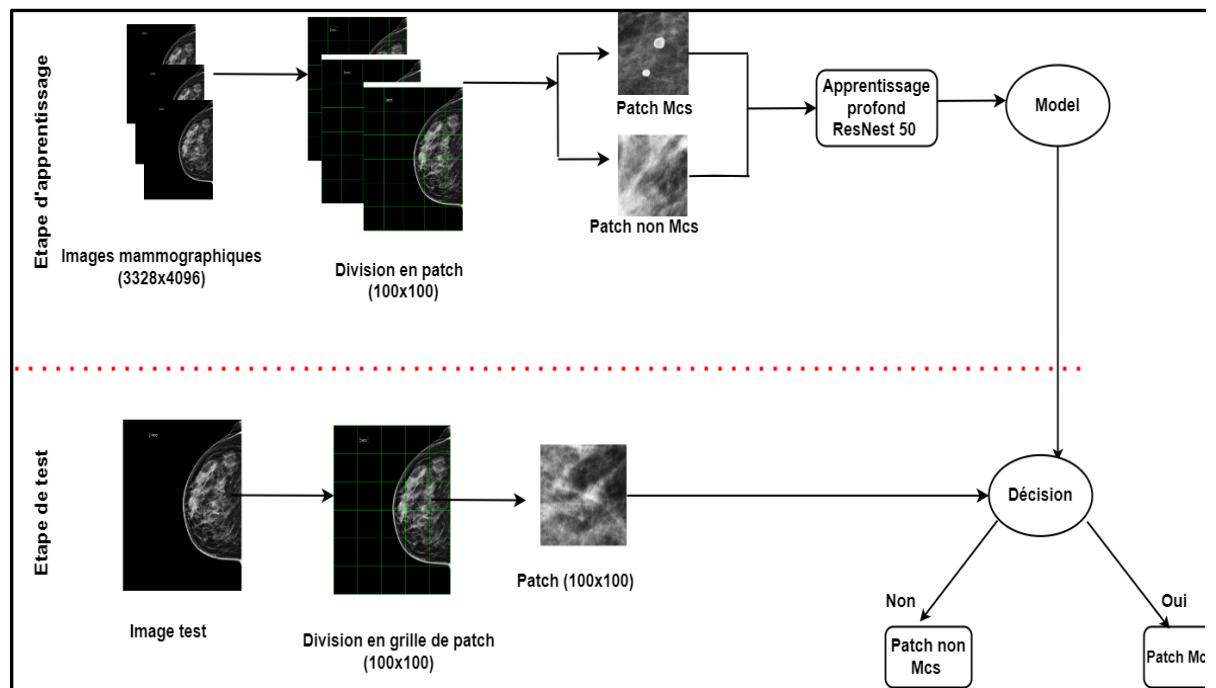 Etape d'apprentissage
Images mammographiques
(3328x4096)
Division en patch
(100x100)
Patch Mcs
Patch non Mcs
Apprentissage
profond
ResNest 50
Model
Etape de test
Image test
Division en grille de patch
(100x100)
Patch (100x100)
Décision
Non
Oui
Patch non
Mcs
Patch Mc